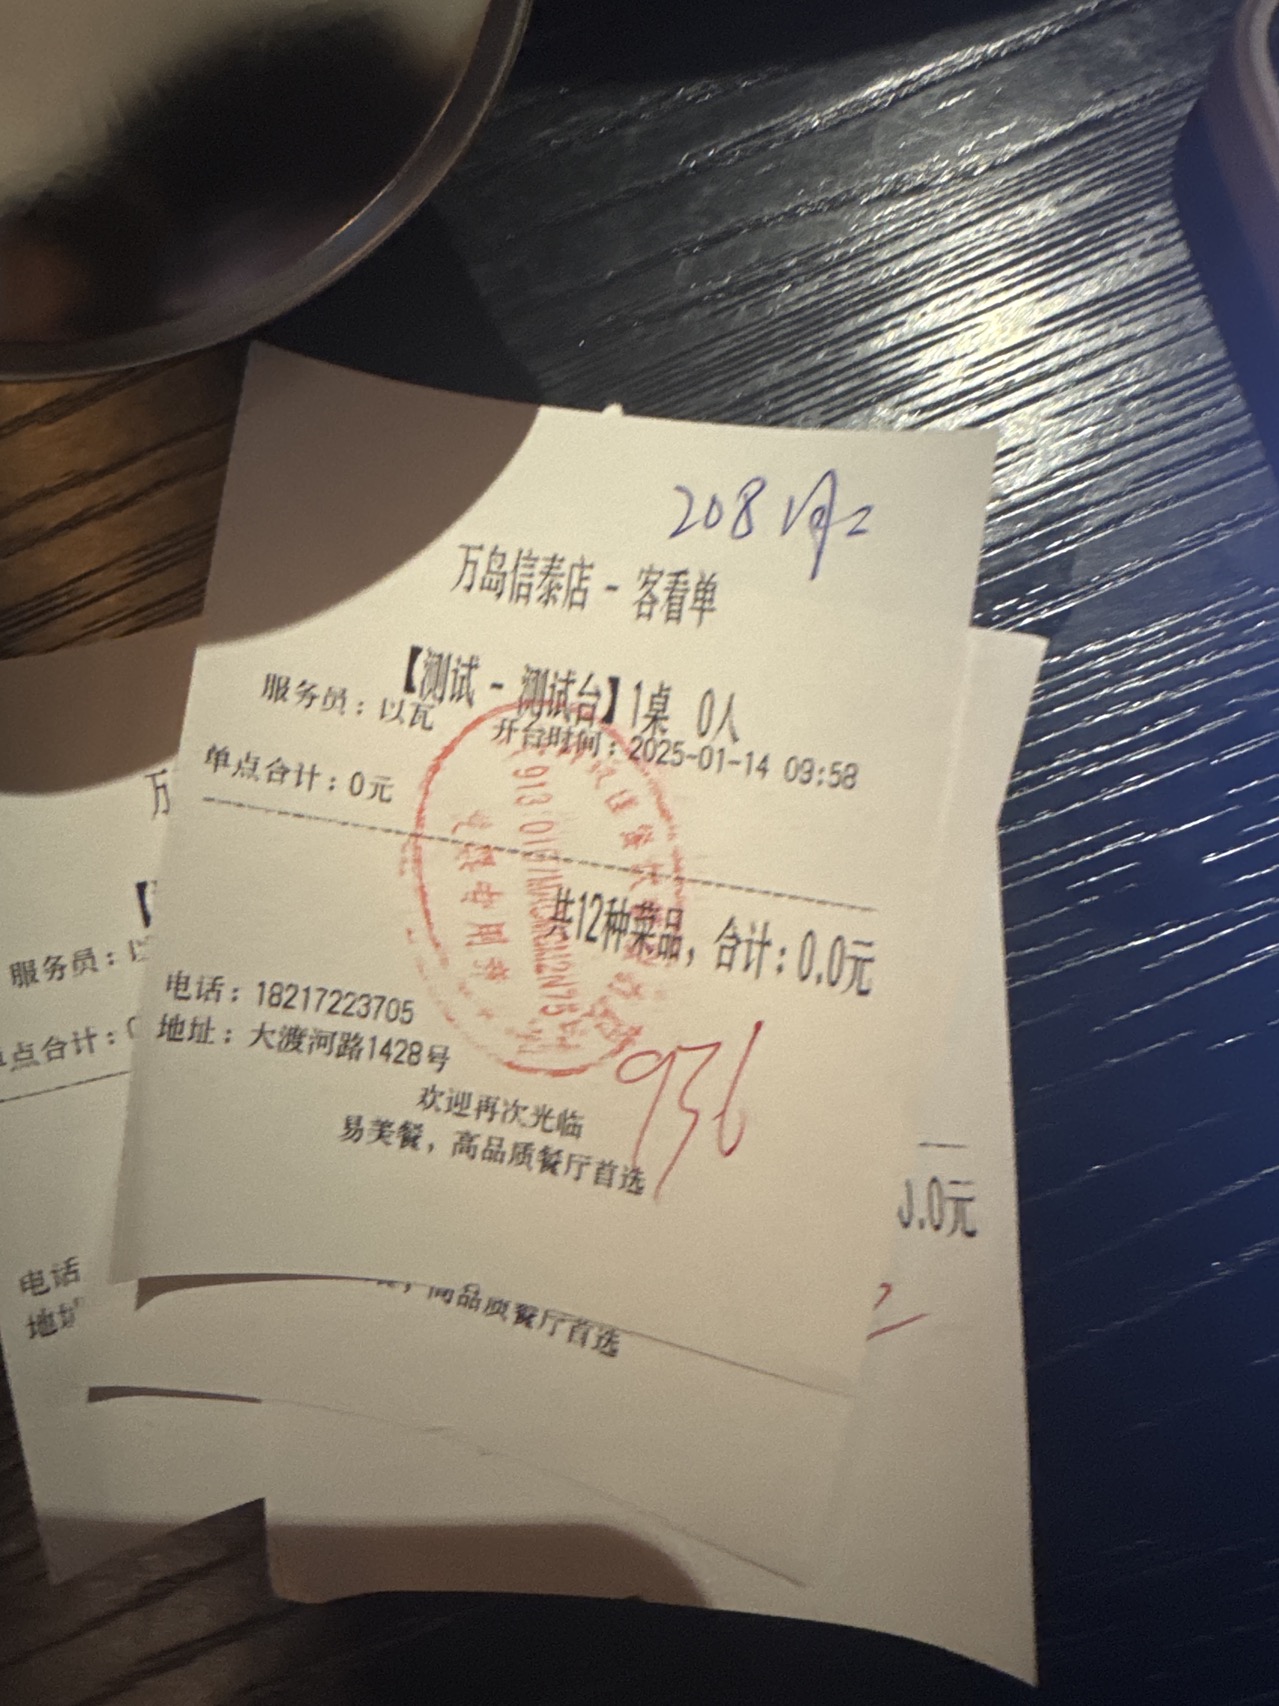 208
万岛信泰店 - 客看单
【测试 - 测试台】1桌 0人
服务员：以瓦
开台时间：2025-01-14 09:58
单点合计：0元
共12种菜品，合计：0.0元
电话：18217223705
地址：大渡河路1428号
欢迎再次光临
易美餐，高品质餐厅首选
936
专用章
万
【
服务员：
点合计：
电话
.0元
高品质餐厅首选